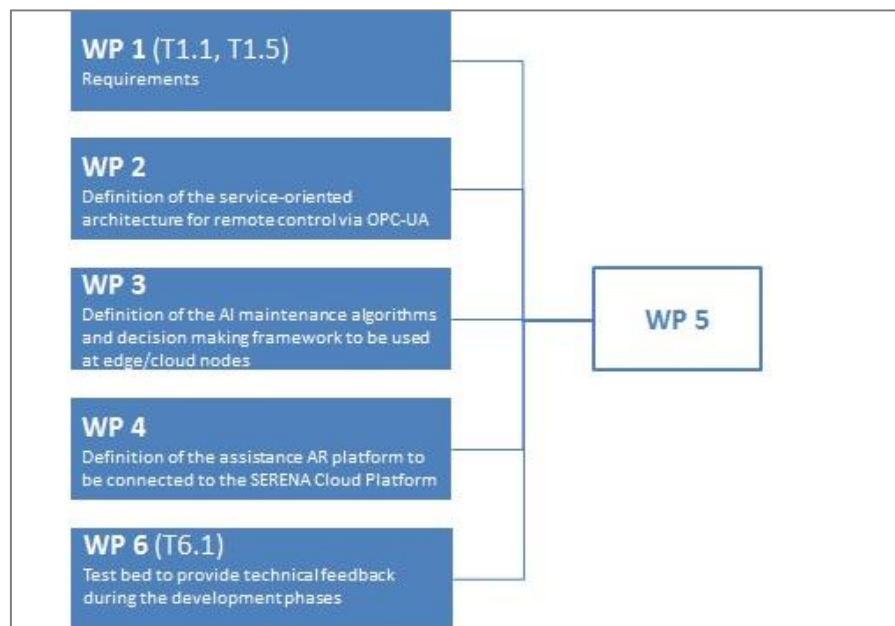 WP 1 (T1.1, T1.5)
Requirements
WP 2
Definition of the service-oriented
architecture for remote control via OPC-UA
WP 3
Definition of the AI maintenance algorithms
and decision making framework to be used
at edge/cloud nodes
WP 5
WP 4
Definition of the assistance AR platform to
be connected to the SERENA Cloud Platform
WP 6 (T6.1)
Test bed to provide technical feedback
during the development phases